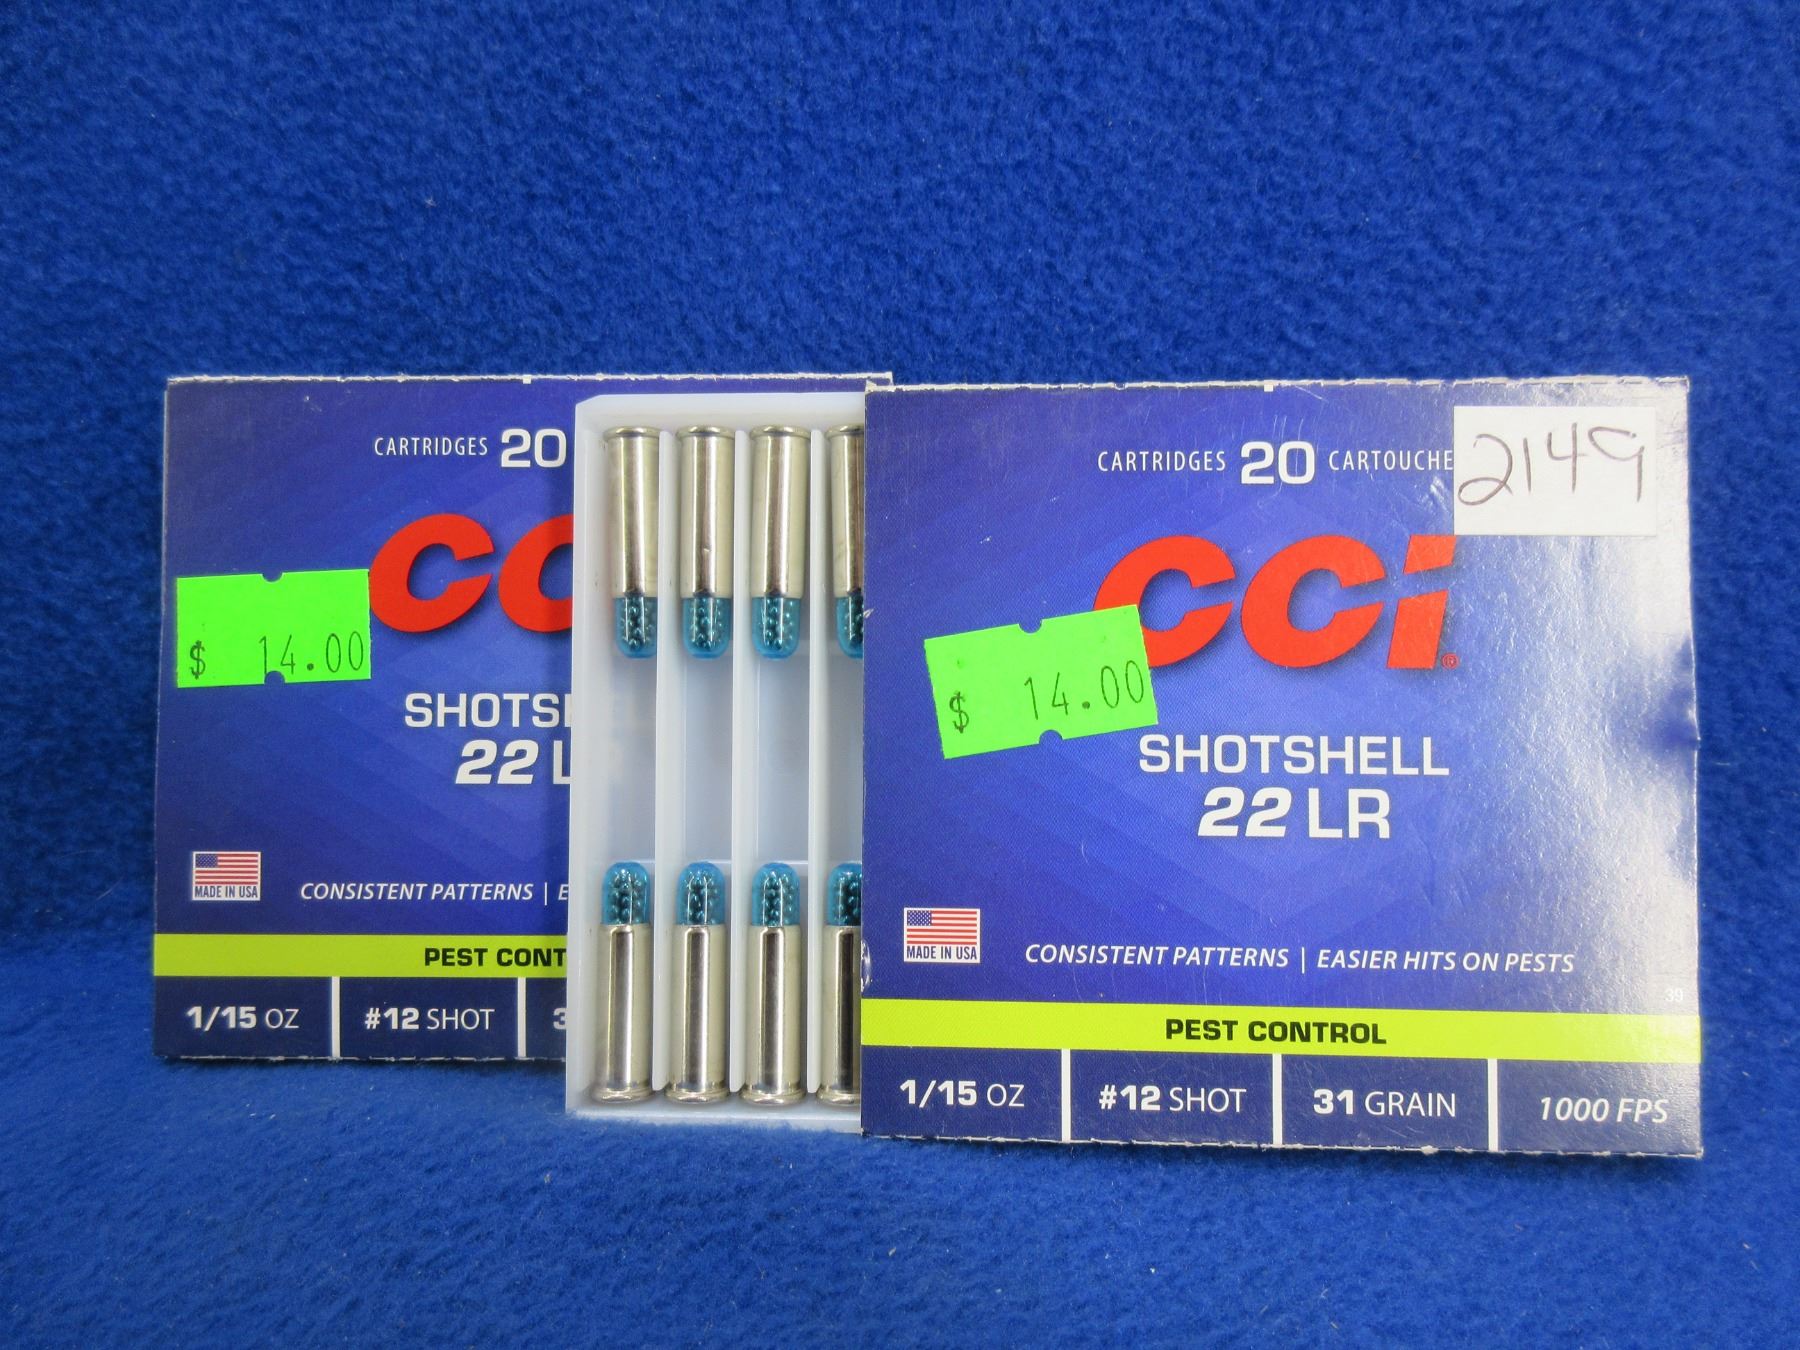 CARTRIDGES 20
CCI
$ 14.00
SHOTSH
22 L
MADE IN USA
CONSISTENT PATTERNS | E
PEST CONT
1/15 OZ
#12 SHOT
3
CARTRIDGES 20 CARTOUCHE
2149
CCI®
$ 14.00
SHOTSHELL
22 LR
MADE IN USA
CONSISTENT PATTERNS | EASIER HITS ON PESTS
39
PEST CONTROL
1/15 OZ
#12 SHOT
31 GRAIN
1000 FPS